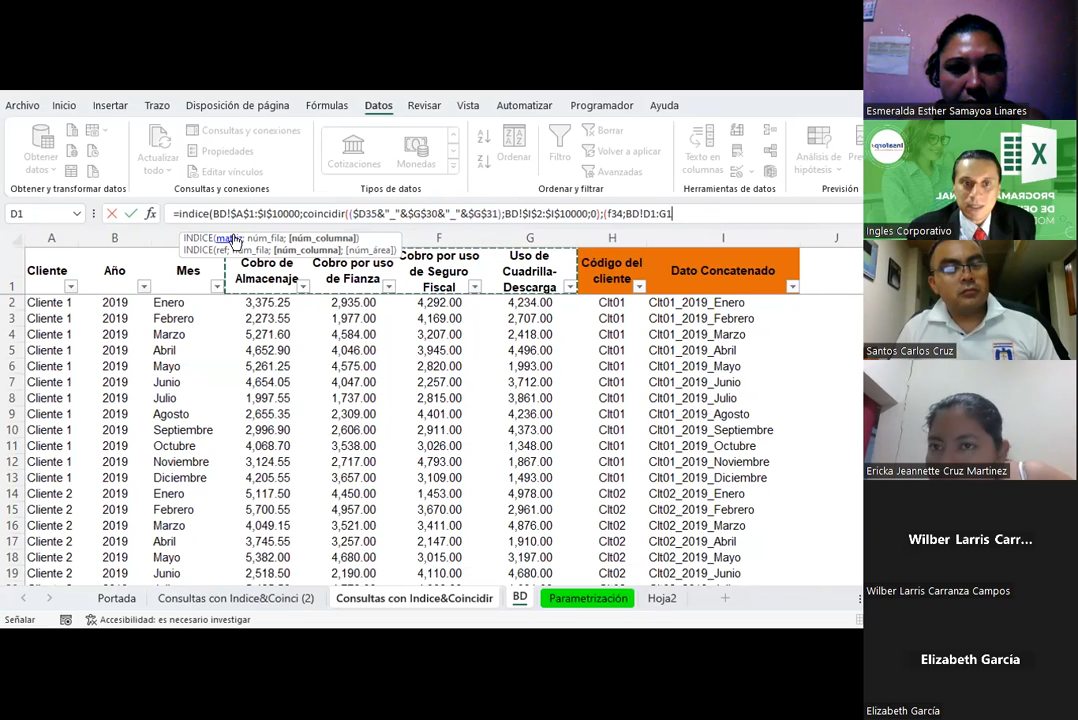 Archivo Inicio Insertar Trazo Disposición de página Fórmulas Datos Revisar Vista Automatizar Programador Ayuda
Obtener datos
Actualizar todo
Consultas y conexiones
Propiedades
Editar vínculos
Cotizaciones
Monedas
Ordenar
Filtro
Borrar
Volver a aplicar
Avanzadas
Texto en columnas
Análisis de hipótesis
Obtener y transformar datos Consultas y conexiones Tipos de datos Ordenar y filtrar Herramientas de datos
D1 =indice(BD!$A$1:$I$10000;coincidir(($D35&"_"&$G$30&"_"&$G$31);BD!$I$2:$I$10000;0);(f34;BD!D1:G1
INDICE(matriz; núm_fila; [núm_columna])
INDICE(ref; núm_fila; [núm_columna]; [núm_área])
A B F G H I J
1 Cliente Año Mes Cobro de Almacenaje Cobro por uso de Fianza Cobro por uso de Seguro Fiscal Uso de Cuadrilla-Descarga Código del cliente Dato Concatenado
2 Cliente 1 2019 Enero 3,375.25 2,935.00 4,292.00 4,234.00 Clt01 Clt01_2019_Enero
3 Cliente 1 2019 Febrero 2,273.55 1,977.00 4,169.00 2,707.00 Clt01 Clt01_2019_Febrero
4 Cliente 1 2019 Marzo 5,271.60 4,584.00 3,207.00 2,418.00 Clt01 Clt01_2019_Marzo
5 Cliente 1 2019 Abril 4,652.90 4,046.00 3,945.00 4,496.00 Clt01 Clt01_2019_Abril
6 Cliente 1 2019 Mayo 5,261.25 4,575.00 2,820.00 1,993.00 Clt01 Clt01_2019_Mayo
7 Cliente 1 2019 Junio 4,654.05 4,047.00 2,257.00 3,712.00 Clt01 Clt01_2019_Junio
8 Cliente 1 2019 Julio 1,997.55 1,737.00 2,815.00 3,861.00 Clt01 Clt01_2019_Julio
9 Cliente 1 2019 Agosto 2,655.35 2,309.00 4,401.00 4,236.00 Clt01 Clt01_2019_Agosto
10 Cliente 1 2019 Septiembre 2,996.90 2,606.00 2,911.00 4,373.00 Clt01 Clt01_2019_Septiembre
11 Cliente 1 2019 Octubre 4,068.70 3,538.00 3,026.00 1,348.00 Clt01 Clt01_2019_Octubre
12 Cliente 1 2019 Noviembre 3,124.55 2,717.00 4,793.00 1,867.00 Clt01 Clt01_2019_Noviembre
13 Cliente 1 2019 Diciembre 4,205.55 3,657.00 3,109.00 1,493.00 Clt01 Clt01_2019_Diciembre
14 Cliente 2 2019 Enero 5,117.50 4,450.00 1,453.00 4,978.00 Clt02 Clt02_2019_Enero
15 Cliente 2 2019 Febrero 5,700.55 4,957.00 3,670.00 2,961.00 Clt02 Clt02_2019_Febrero
16 Cliente 2 2019 Marzo 4,049.15 3,521.00 3,411.00 4,876.00 Clt02 Clt02_2019_Marzo
17 Cliente 2 2019 Abril 3,745.55 3,257.00 2,147.00 1,910.00 Clt02 Clt02_2019_Abril
18 Cliente 2 2019 Mayo 5,382.00 4,680.00 3,015.00 3,197.00 Clt02 Clt02_2019_Mayo
19 Cliente 2 2019 Junio 2,518.50 2,190.00 4,110.00 4,680.00 Clt02 Clt02_2019_Junio
Portada Consultas con Indice&Coinci (2) Consultas con Indice&Coincidir BD Parametrización Hoja2
Señalar Accesibilidad: es necesario investigar
Esmeralda Esther Samayoa Linares
Ingles Corporativo
Santos Carlos Cruz
Ericka Jeannette Cruz Martinez
Wilber Larris Carr...
Wilber Larris Carranza Campos
Elizabeth García
Elizabeth García